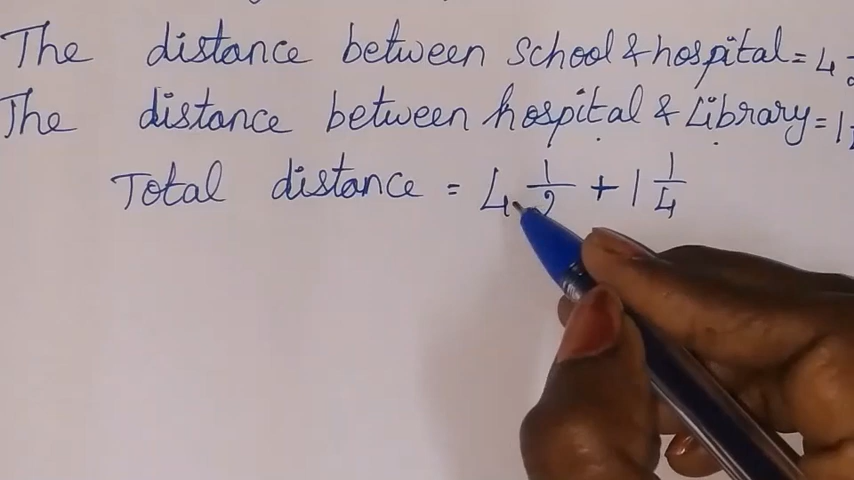 The distance between school & hospital = 4
The distance between hospital & Library = 1
Total distance = 4 1/2 + 1 1/4